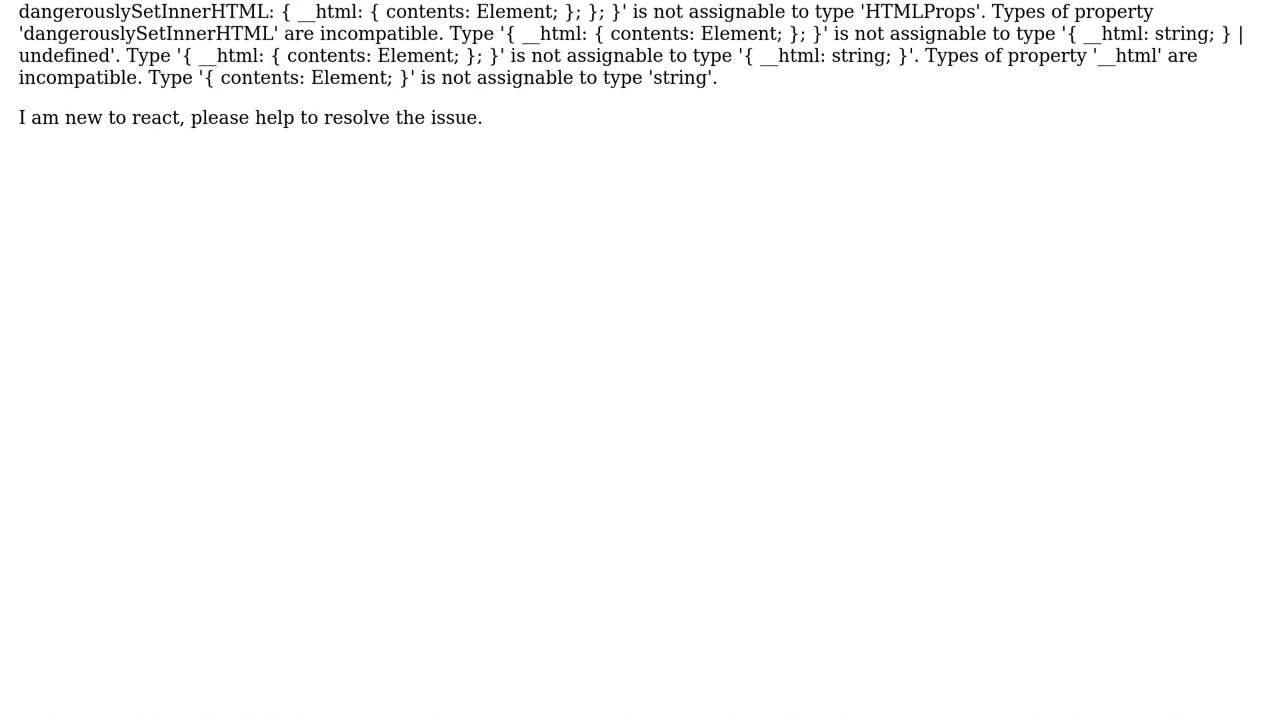 dangerouslySetInnerHTML: { __html: { contents: Element; }; }; }' is not assignable to type 'HTMLProps'. Types of property
'dangerouslySetInnerHTML' are incompatible. Type '{ __html: { contents: Element; }; }' is not assignable to type '{ __html: string; } |
undefined'. Type '{ __html: { contents: Element; }; }' is not assignable to type '{ __html: string; }'. Types of property '__html' are
incompatible. Type '{ contents: Element; }' is not assignable to type 'string'.
I am new to react, please help to resolve the issue.